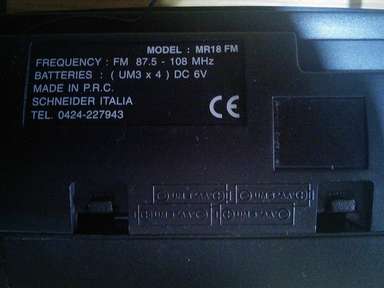 MODEL : MR18 FM
FREQUENCY : FM 87.5 - 108 MHz
BATTERIES : ( UM3 x 4 ) DC 6V
MADE IN P.R.C.
SCHNEIDER ITALIA
TEL. 0424-227943